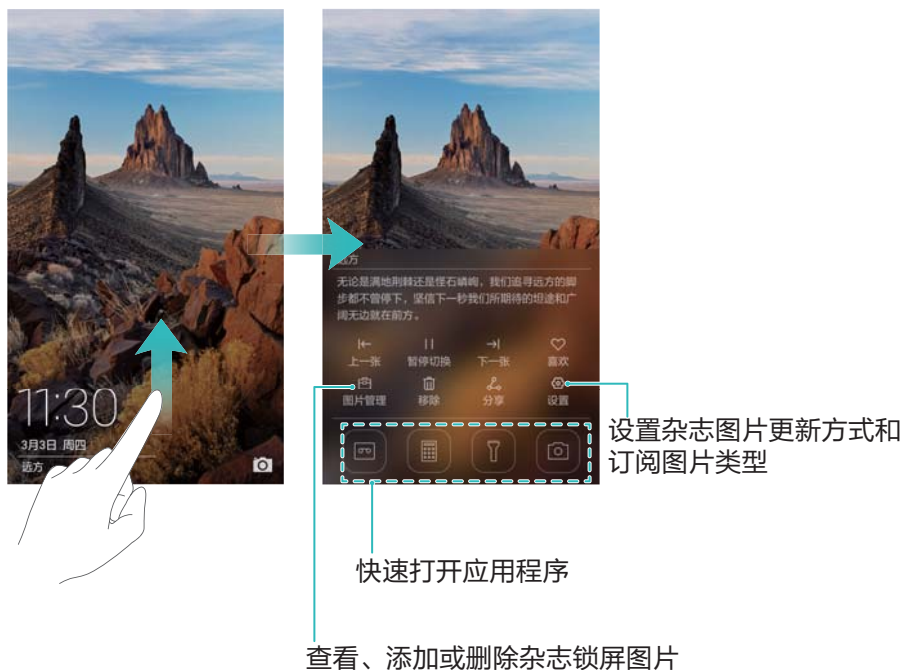 11:30
3月3日 周四
远方
远方
无论是满地荆棘还是怪石嶙峋，我们追寻远方的脚
步都不曾停下，坚信下一秒我们所期待的坦途和广
阔无边就在前方。
上一张 暂停切换 下一张 喜欢
图片管理 移除 分享 设置
设置杂志图片更新方式和
订阅图片类型
快速打开应用程序
查看、添加或删除杂志锁屏图片